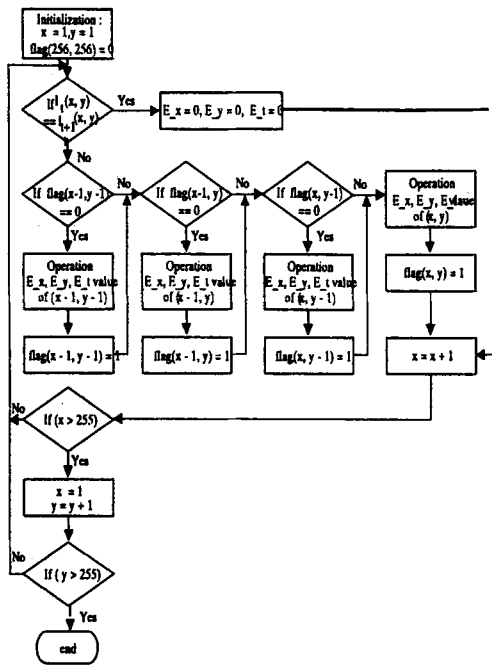 Initialization :
x = 1, y = 1
flag(256, 256) = 0
If I_t(x, y)
== I_{t+1}(x, y)
Yes
E_x = 0, E_y = 0, E_t = 0
No
If flag(x-1,y-1)
== 0
No
If flag(x-1, y)
== 0
No
If flag(x, y-1)
== 0
No
Operation
E_x, E_y, E_t value
of (x, y)
Yes
Yes
Yes
Operation
E_x, E_y, E_t value
of (x - 1, y - 1)
Operation
E_x, E_y, E_t value
of (x - 1, y)
Operation
E_x, E_y, E_t value
of (x, y - 1)
flag(x, y) = 1
flag(x - 1, y - 1) = 1
flag(x - 1, y) = 1
flag(x, y - 1) = 1
x = x + 1
No
If (x > 255)
Yes
x = 1
y = y + 1
No
If ( y > 255)
Yes
end